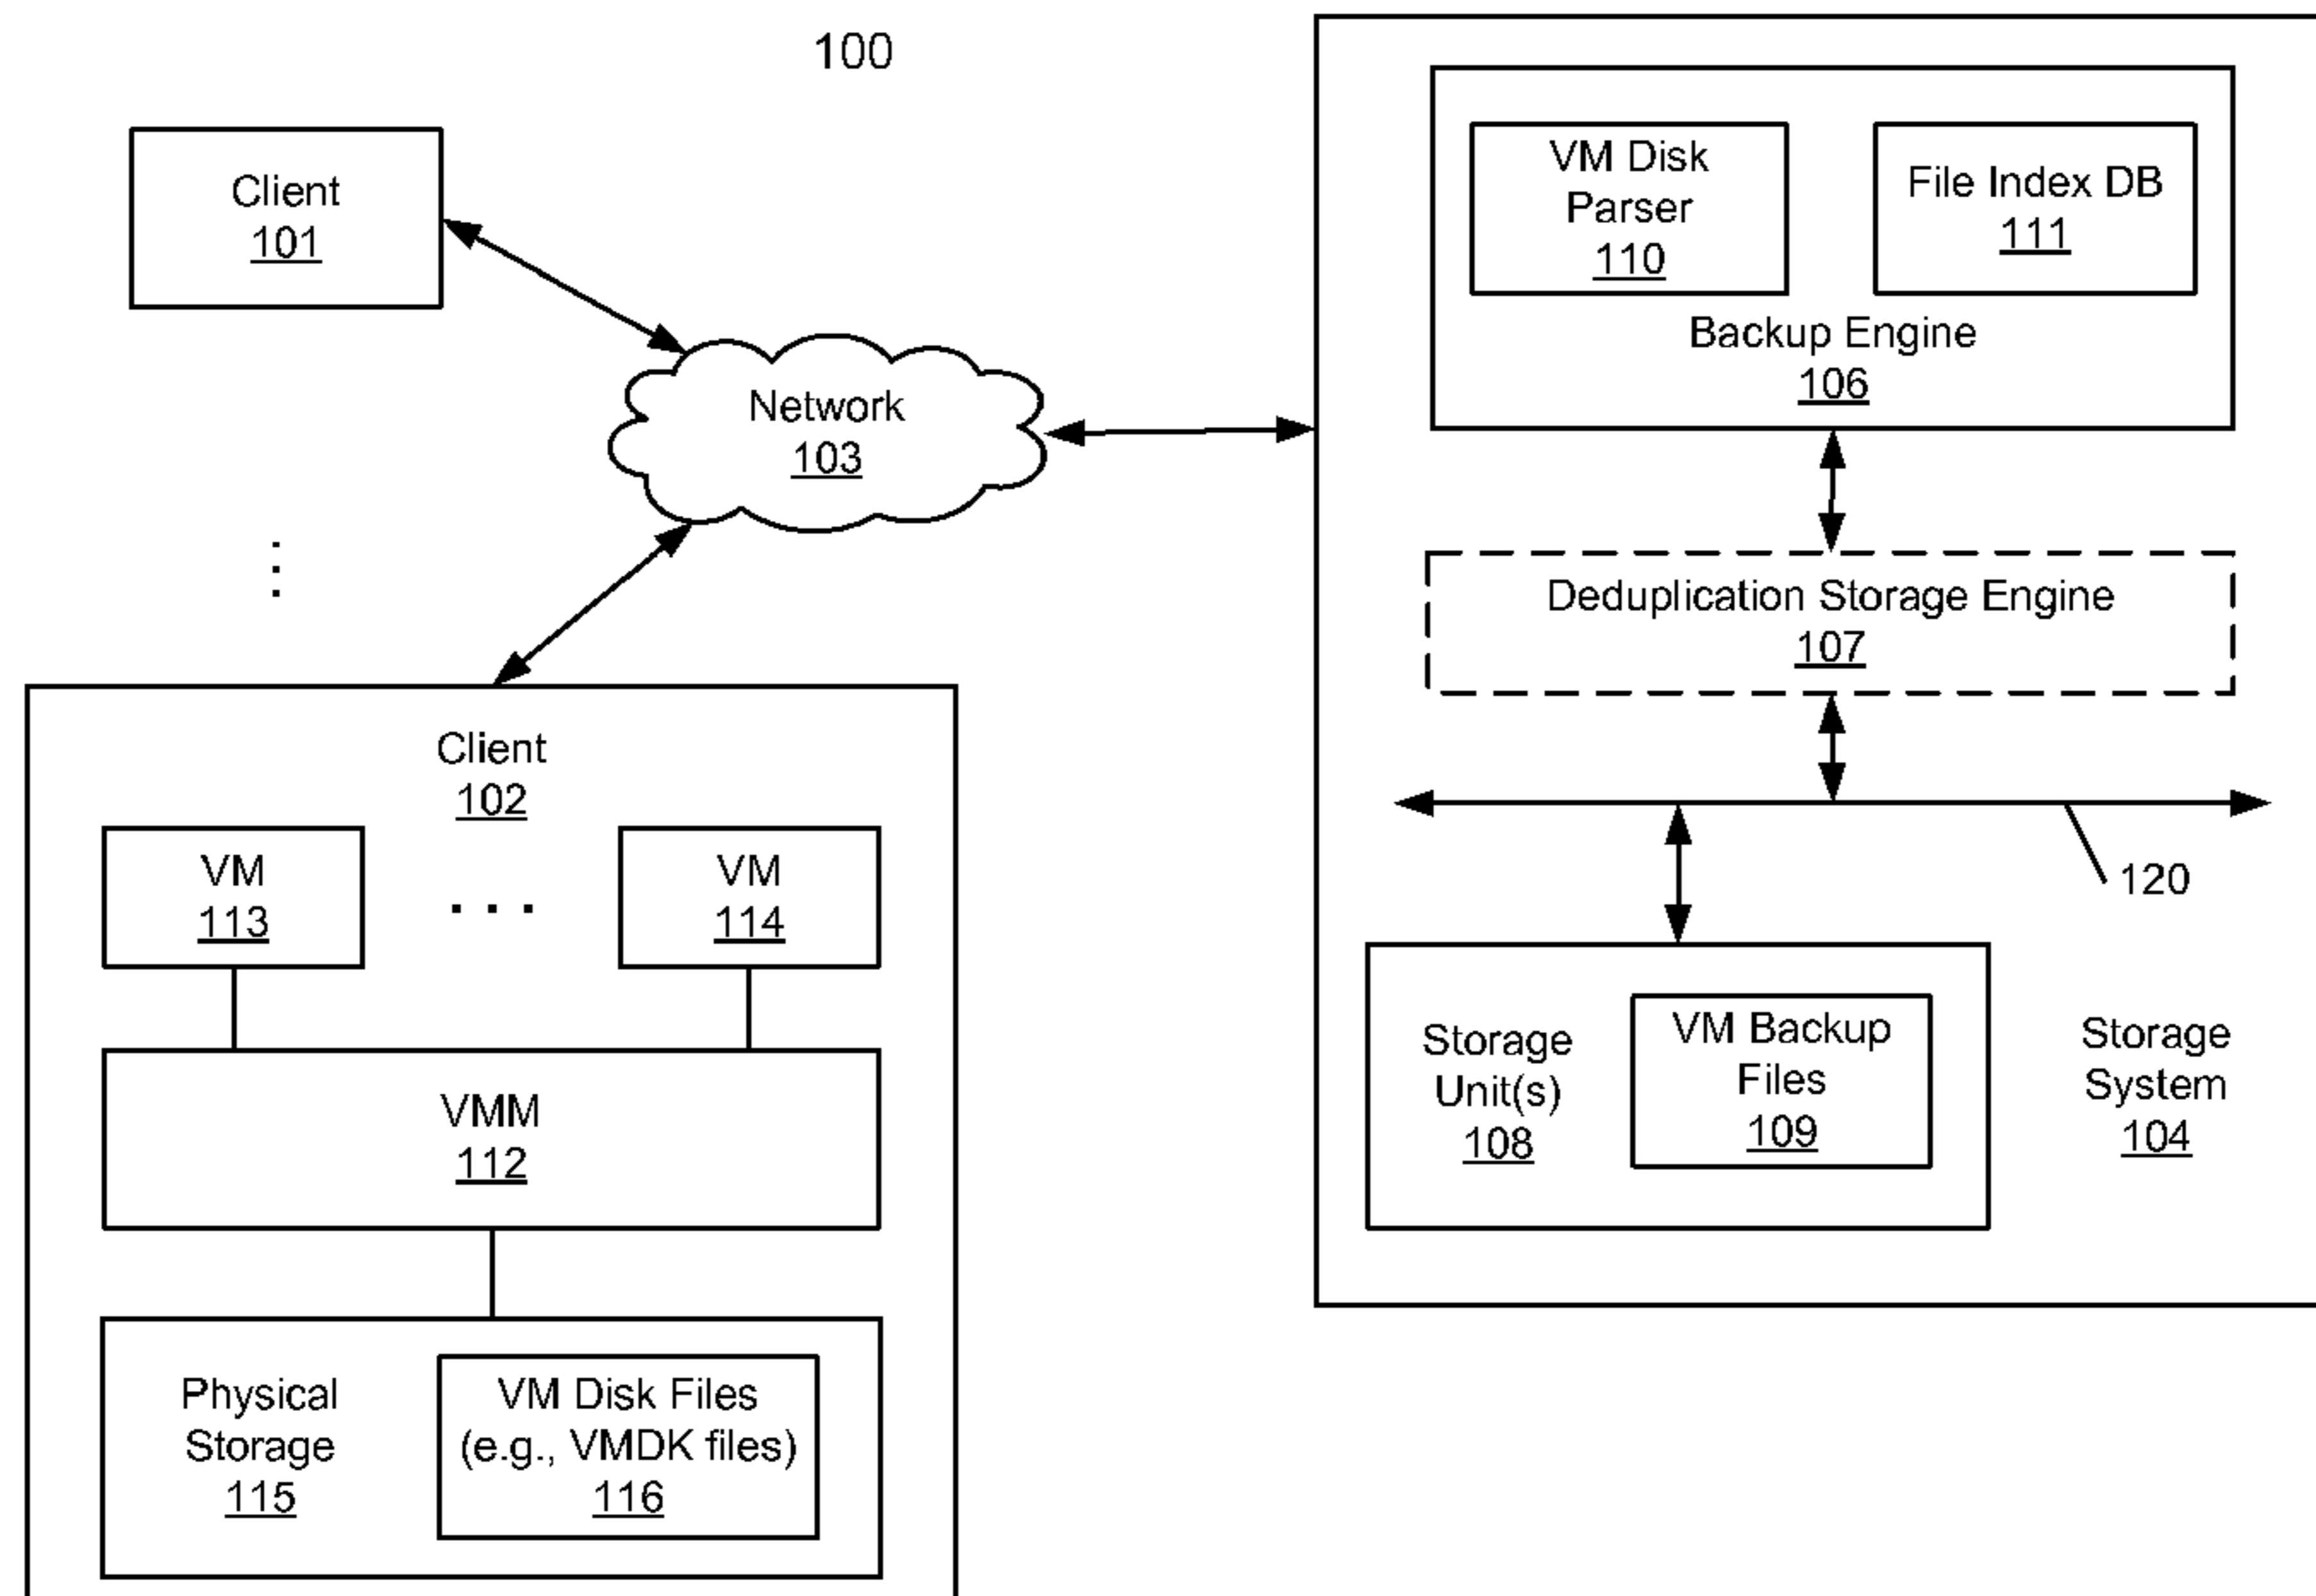 100
Client
101
Network
103
Client
102
VM
113
. . .
VM
114
VMM
112
Physical
Storage
115
VM Disk Files
(e.g., VMDK files)
116
VM Disk
Parser
110
File Index DB
111
Backup Engine
106
Deduplication Storage Engine
107
120
Storage
Unit(s)
108
VM Backup
Files
109
Storage
System
104